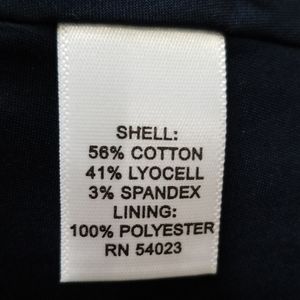 SHELL:
56% COTTON
41% LYOCELL
3% SPANDEX
LINING:
100% POLYESTER
RN 54023